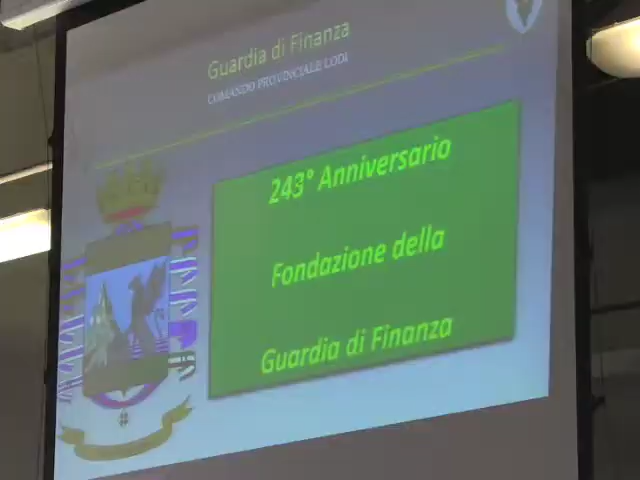 Guardia di Finanza
COMANDO PROVINCIALE LODI
243° Anniversario
Fondazione della
Guardia di Finanza